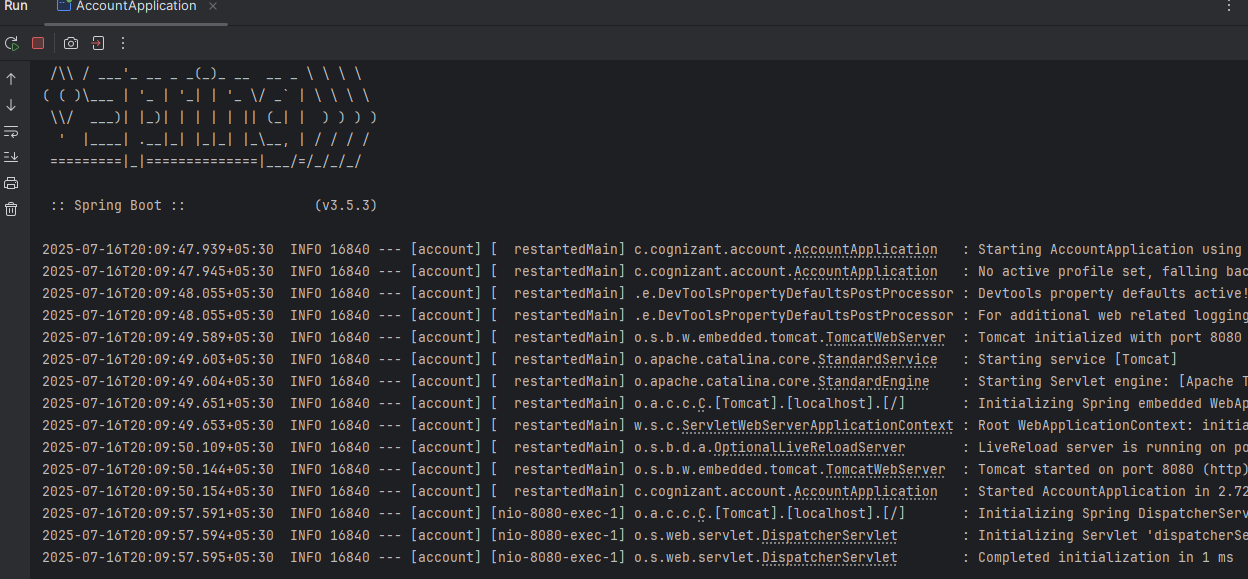 Run AccountApplication
/\\ / ___'_ __ _ _(_)_ __  __ _ \ \ \ \
( ( )\___ | '_ | '_| | '_ \/ _` | \ \ \ \
\\/  ___)| |_)| | | | | || (_| |  ) ) ) )
'  |____| .__|_| |_|_| |_\__, | / / / /
=========|_|==============|___/=/_/_/_/
:: Spring Boot ::                (v3.5.3)
2025-07-16T20:09:47.939+05:30  INFO 16840 --- [account] [  restartedMain] c.cognizant.account.AccountApplication   : Starting AccountApplication using
2025-07-16T20:09:47.945+05:30  INFO 16840 --- [account] [  restartedMain] c.cognizant.account.AccountApplication   : No active profile set, falling bac
2025-07-16T20:09:48.055+05:30  INFO 16840 --- [account] [  restartedMain] .e.DevToolsPropertyDefaultsPostProcessor : Devtools property defaults active!
2025-07-16T20:09:48.055+05:30  INFO 16840 --- [account] [  restartedMain] .e.DevToolsPropertyDefaultsPostProcessor : For additional web related logging
2025-07-16T20:09:49.589+05:30  INFO 16840 --- [account] [  restartedMain] o.s.b.w.embedded.tomcat.TomcatWebServer  : Tomcat initialized with port 8080
2025-07-16T20:09:49.603+05:30  INFO 16840 --- [account] [  restartedMain] o.apache.catalina.core.StandardService   : Starting service [Tomcat]
2025-07-16T20:09:49.604+05:30  INFO 16840 --- [account] [  restartedMain] o.apache.catalina.core.StandardEngine    : Starting Servlet engine: [Apache T
2025-07-16T20:09:49.651+05:30  INFO 16840 --- [account] [  restartedMain] o.a.c.c.C.[Tomcat].[localhost].[/]       : Initializing Spring embedded WebAp
2025-07-16T20:09:49.653+05:30  INFO 16840 --- [account] [  restartedMain] w.s.c.ServletWebServerApplicationContext : Root WebApplicationContext: initia
2025-07-16T20:09:50.109+05:30  INFO 16840 --- [account] [  restartedMain] o.s.b.d.a.OptionalLiveReloadServer       : LiveReload server is running on po
2025-07-16T20:09:50.144+05:30  INFO 16840 --- [account] [  restartedMain] o.s.b.w.embedded.tomcat.TomcatWebServer  : Tomcat started on port 8080 (http)
2025-07-16T20:09:50.154+05:30  INFO 16840 --- [account] [  restartedMain] c.cognizant.account.AccountApplication   : Started AccountApplication in 2.72
2025-07-16T20:09:57.591+05:30  INFO 16840 --- [account] [nio-8080-exec-1] o.a.c.c.C.[Tomcat].[localhost].[/]       : Initializing Spring DispatcherServ
2025-07-16T20:09:57.594+05:30  INFO 16840 --- [account] [nio-8080-exec-1] o.s.web.servlet.DispatcherServlet        : Initializing Servlet 'dispatcherSe
2025-07-16T20:09:57.595+05:30  INFO 16840 --- [account] [nio-8080-exec-1] o.s.web.servlet.DispatcherServlet        : Completed initialization in 1 ms